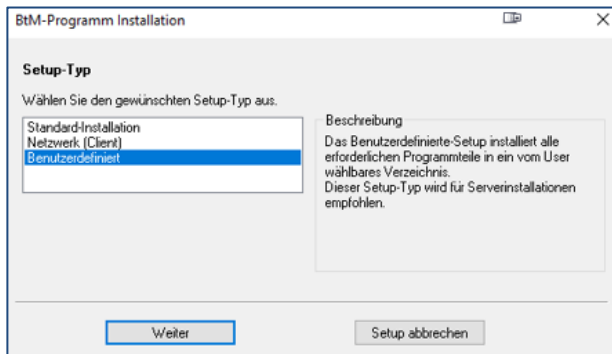 BtM-Programm Installation
Setup-Typ
Wählen Sie den gewünschten Setup-Typ aus.
Standard-Installation
Netzwerk (Client)
Benutzerdefiniert
Beschreibung
Das Benutzerdefinierte-Setup installiert alle
erforderlichen Programmteile in ein vom User
wählbares Verzeichnis.
Dieser Setup-Typ wird für Serverinstallationen
empfohlen.
Weiter
Setup abbrechen